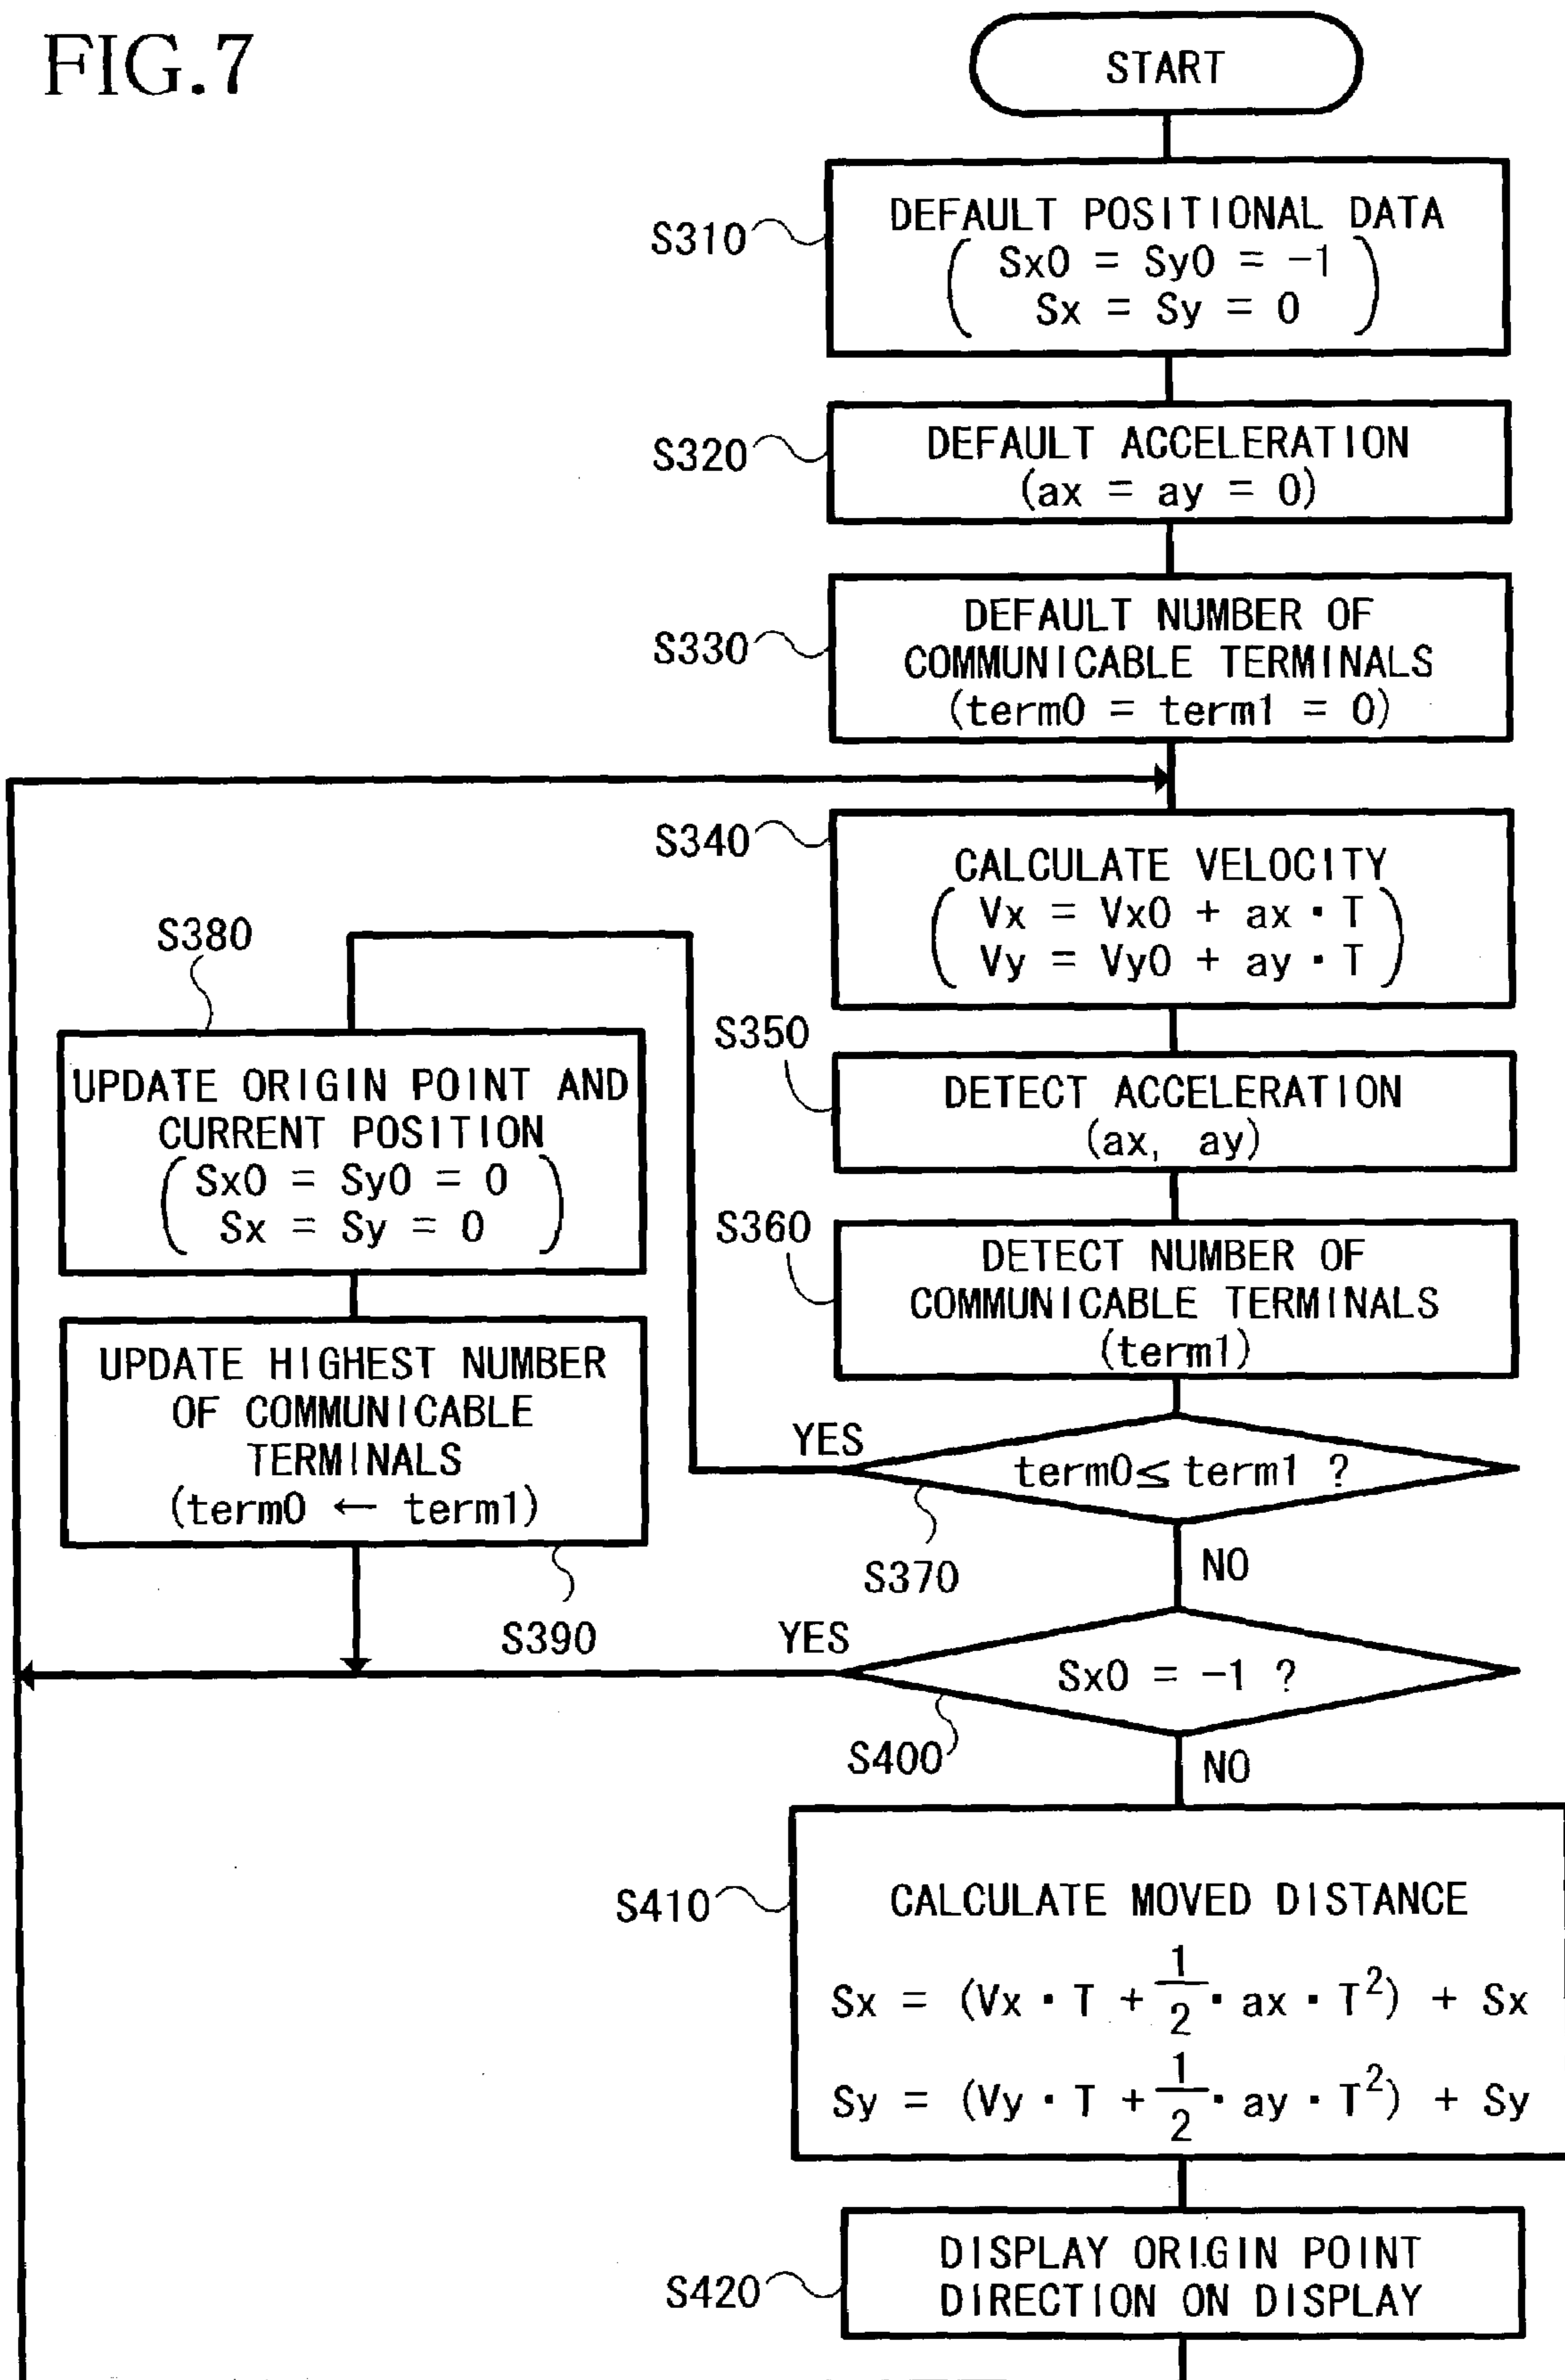 FIG.7
START
S310
DEFAULT POSITIONAL DATA
( Sx0 = Sy0 = -1
Sx = Sy = 0 )
S320
DEFAULT ACCELERATION
(ax = ay = 0)
S330
DEFAULT NUMBER OF
COMMUNICABLE TERMINALS
(term0 = term1 = 0)
S340
CALCULATE VELOCITY
( Vx = Vx0 + ax · T
Vy = Vy0 + ay · T )
S350
DETECT ACCELERATION
(ax, ay)
S360
DETECT NUMBER OF
COMMUNICABLE TERMINALS
(term1)
YES
term0≤ term1 ?
S370
NO
S380
UPDATE ORIGIN POINT AND
CURRENT POSITION
( Sx0 = Sy0 = 0
Sx = Sy = 0 )
UPDATE HIGHEST NUMBER
OF COMMUNICABLE
TERMINALS
(term0 ← term1)
S390
YES
Sx0 = -1 ?
S400
NO
S410
CALCULATE MOVED DISTANCE
Sx = (Vx · T + 1/2 · ax · T²) + Sx
Sy = (Vy · T + 1/2 · ay · T²) + Sy
S420
DISPLAY ORIGIN POINT
DIRECTION ON DISPLAY